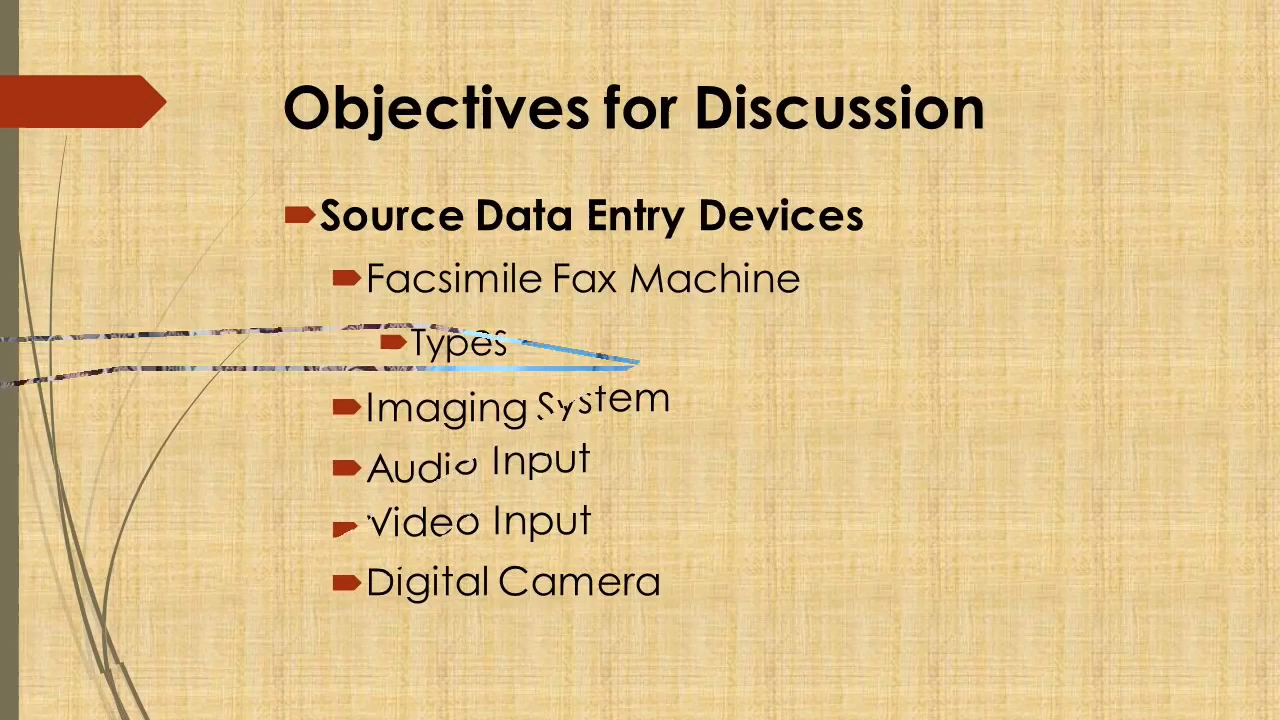 Objectives for Discussion
Source Data Entry Devices
Facsimile Fax Machine
Types
Imaging System
Audio Input
Video Input
Digital Camera